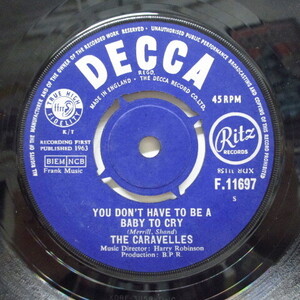 ALL RIGHTS OF THE MANUFACTURER AND OF THE OWNER OF THE RECORDED WORK RESERVED
UNAUTHORISED PUBLIC PERFORMANCE BROADCASTING AND COPYING OF THIS RECORD PROHIBITED
DECCA
REGD.
MADE IN ENGLAND, THE DECCA RECORD CO. LTD.
TRUE HIGH FIDELITY
K/T
45 RPM
RECORDING FIRST
PUBLISHED 1963
BIEM NCB
Frank Music
Ritz
RECORDS
F.11697
S
YOU DON'T HAVE TO BE A
BABY TO CRY
(Merrill, Shand)
THE CARAVELLES
Music Director: Harry Robinson
Production: B.P.R.